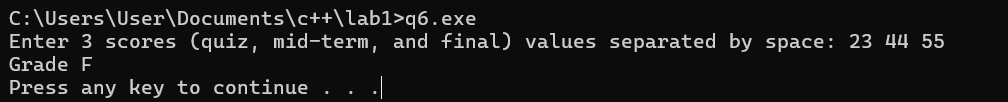 C:\Users\User\Documents\c++\lab1>q6.exe
Enter 3 scores (quiz, mid-term, and final) values separated by space: 23 44 55
Grade F
Press any key to continue . . .